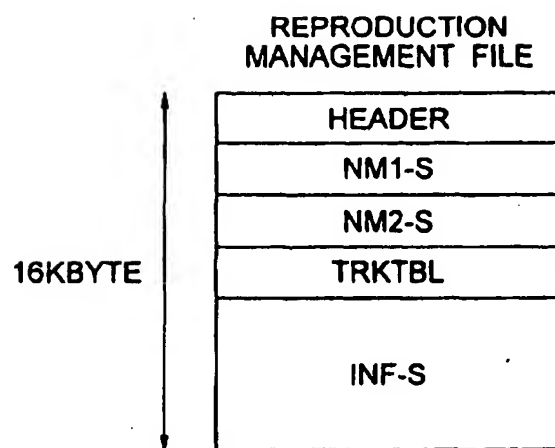 REPRODUCTION
MANAGEMENT FILE
HEADER
NM1-S
NM2-S
16KBYTE
TRKTBL
INF-S